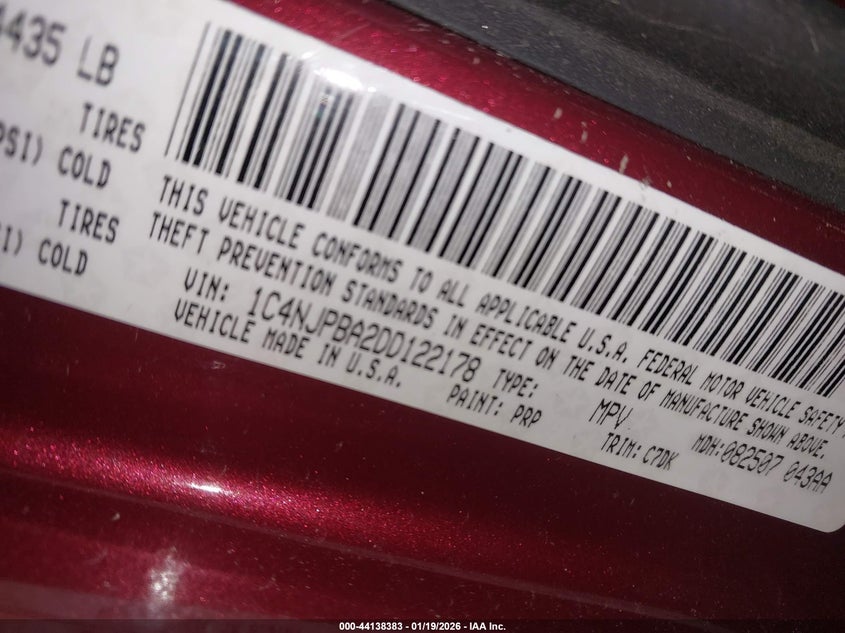 4435 LB
TIRES
PSI) COLD
TIRES
COLD
THIS VEHICLE CONFORMS TO ALL APPLICABLE U.S.A. FEDERAL MOTOR VEHICLE SAFETY
THEFT PREVENTION STANDARDS IN EFFECT ON THE DATE OF MANUFACTURE SHOWN ABOVE.
VIN: 1C4NJPBA2DD122178 TYPE: MPV MDH:082507 043AA
VEHICLE MADE IN U.S.A. PAINT: PRP TRIM: C7DK
000-44138383 - 01/19/2026 - IAA Inc.